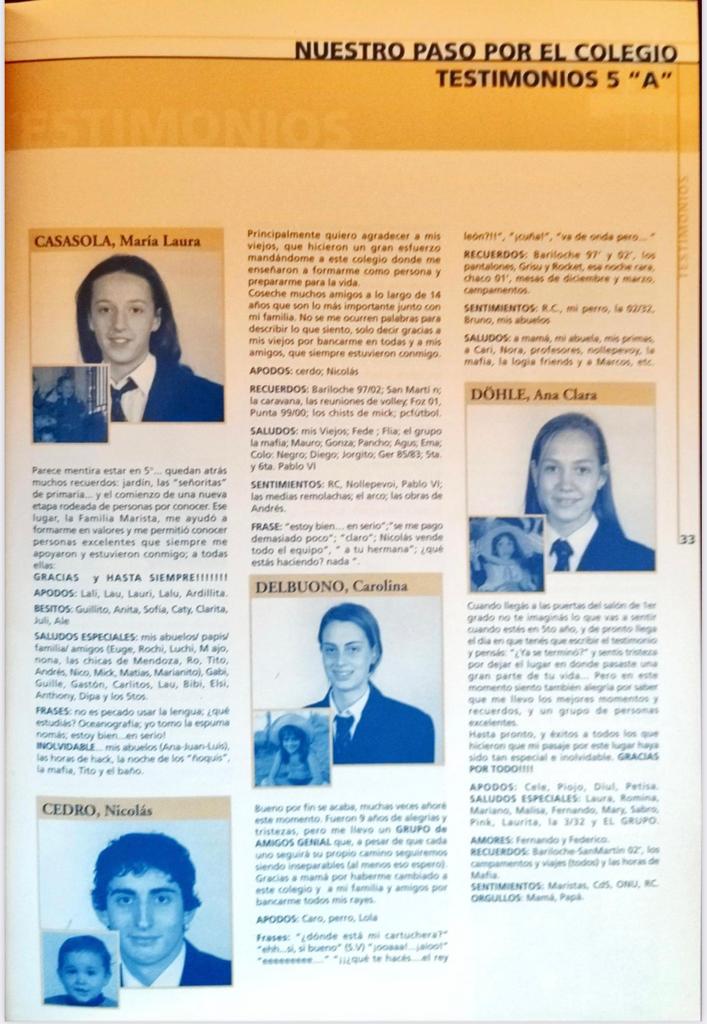 NUESTRO PASO POR EL COLEGIO
TESTIMONIOS 5 "A"
TESTIMONIOS
TESTIMONIOS
CASASOLA, María Laura
Parece mentira estar en 5°... quedan atrás
muchos recuerdos: jardín, las "señoritas"
de primaria... y el comienzo de una nueva
etapa rodeada de personas por conocer. Ese
lugar, la Familia Marista, me ayudó a
formarme en valores y me permitió conocer
personas excelentes que siempre me
apoyaron y estuvieron conmigo; a todas
ellas:
GRACIAS y HASTA SIEMPRE!!!!!!!
APODOS: Lali, Lau, Lauri, Lalu, Ardillita.
BESITOS: Guillito, Anita, Sofía, Caty, Clarita,
Juli, Ale
SALUDOS ESPECIALES: mis abuelos/ papis/
familia/ amigos (Euge, Rochi, Luchi, M ajo,
nona, las chicas de Mendoza, Ro, Tito,
Andrés, Nico, Mick, Matias, Marianito), Gabi,
Guille, Gastón, Carlitos, Lau, Bibi, Elsi,
Anthony, Dipa y los 5tos.
FRASES: no es pecado usar la lengua; ¿qué
estudiás? Oceanografía; yo tomo la espuma
nomás; estoy bien...en serio!
INOLVIDABLE... mis abuelos (Ana-Juan-Luis),
las horas de hack, la noche de los "ñoquis",
la mafia, Tito y el baño.
CEDRO, Nicolás
Principalmente quiero agradecer a mis
viejos, que hicieron un gran esfuerzo
mandándome a este colegio donde me
enseñaron a formarme como persona y
prepararme para la vida.
Coseche muchos amigos a lo largo de 14
años que son lo más importante junto con
mi familia. No se me ocurren palabras para
describir lo que siento, solo decir gracias a
mis viejos por bancarme en todas y a mis
amigos, que siempre estuvieron conmigo.
APODOS: cerdo; Nicolás
RECUERDOS: Bariloche 97/02; San Martí n;
la caravana, las reuniones de volley; Foz 01,
Punta 99/00; los chists de mick; pcfútbol.
SALUDOS: mis Viejos; Fede ; Flia; el grupo
la mafia; Mauro; Gonza; Pancho; Agus; Ema;
Colo: Negro; Diego; Jorgito; Ger 85/83; 5ta.
y 6ta. Pablo VI
SENTIMIENTOS: RC, Nollepevoi, Pablo VI;
las medias remolachas; el arco; las obras de
Andrés.
FRASE: "estoy bien... en serio";"se me pago
demasiado poco"; "claro"; Nicolás vende
todo el equipo", " a tu hermana"; ¿qué
estás haciendo? nada ".
DELBUONO, Carolina
Bueno por fin se acaba, muchas veces añoré
este momento. Fueron 9 años de alegrías y
tristezas, pero me llevo un GRUPO de
AMIGOS GENIAL que, a pesar de que cada
uno seguirá su propio camino seguiremos
siendo inseparables (al menos eso espero).
Gracias a mamá por haberme cambiado a
este colegio y a mi familia y amigos por
bancarme todos mis rayes.
APODOS: Caro, perro, Lola
Frases: "¿dónde está mi cartuchera?"
"ehh...si, si bueno" (S.V) "jooaaa!...jaloo!"
"eeeeeeeee...." "¡¡¿qué te hacés....el rey
león?!!", "¡cuña!", "va de onda pero..."
RECUERDOS: Bariloche 97' y 02', los
pantalones, Grisu y Rocket, esa noche rara,
chaco 01', mesas de diciembre y marzo,
campamentos.
SENTIMIENTOS: R.C., mi perro, la 02/32,
Bruno, mis abuelos
SALUDOS: a mamá, mi abuela, mis primas,
a Cari, Nora, profesores, nollepevoy, la
mafia, la logia friends y a Marcos, etc.
DÖHLE, Ana Clara
Cuando llegás a las puertas del salón de 1er
grado no te imaginás lo que vas a sentir
cuando estés en 5to año, y de pronto llega
el día en que tenés que escribir el testimonio
y pensás: "¿Ya se terminó?" y sentís tristeza
por dejar el lugar en donde pasaste una
gran parte de tu vida... Pero en este
momento siento también alegría por saber
que me llevo los mejores momentos y
recuerdos, y un grupo de personas
excelentes.
Hasta pronto, y éxitos a todos los que
hicieron que mi pasaje por este lugar haya
sido tan especial e inolvidable. GRACIAS
POR TODO!!!!
APODOS: Cele, Piojo, Diul, Petisa.
SALUDOS ESPECIALES: Laura, Romina,
Mariano, Malisa, Fernando, Mary, Sabro,
Pink, Laurita, la 3/32 y EL GRUPO.
AMORES: Fernando y Federico.
RECUERDOS: Bariloche-SanMartín 02', los
campamentos y viajes (todos) y las horas de
Mafia.
SENTIMIENTOS: Maristas, CdS, ONU, RC.
ORGULLOS: Mamá, Papá.
33